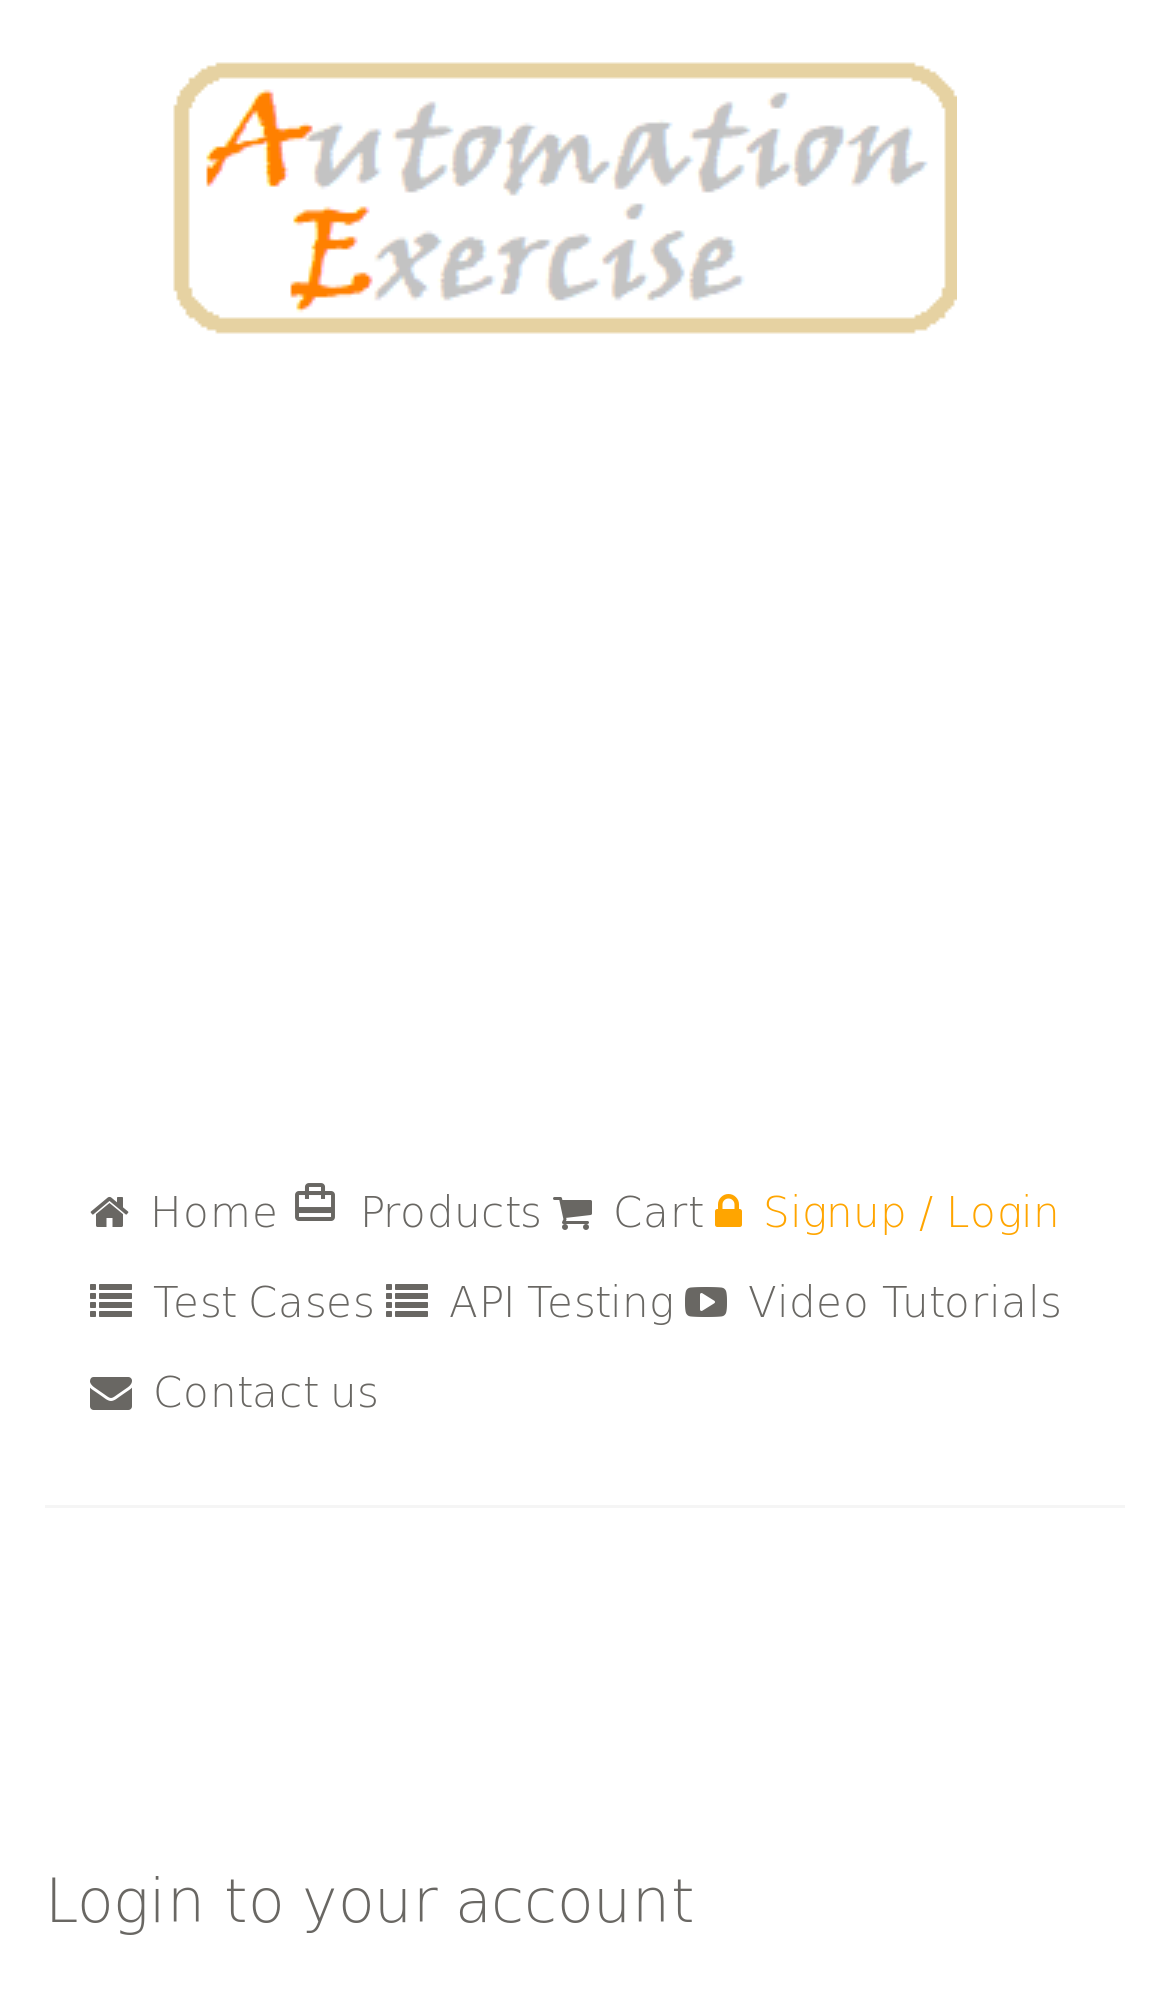 Automation
Exercise
Home Products Cart Signup / Login
Test Cases API Testing Video Tutorials
Contact us
Login to your account